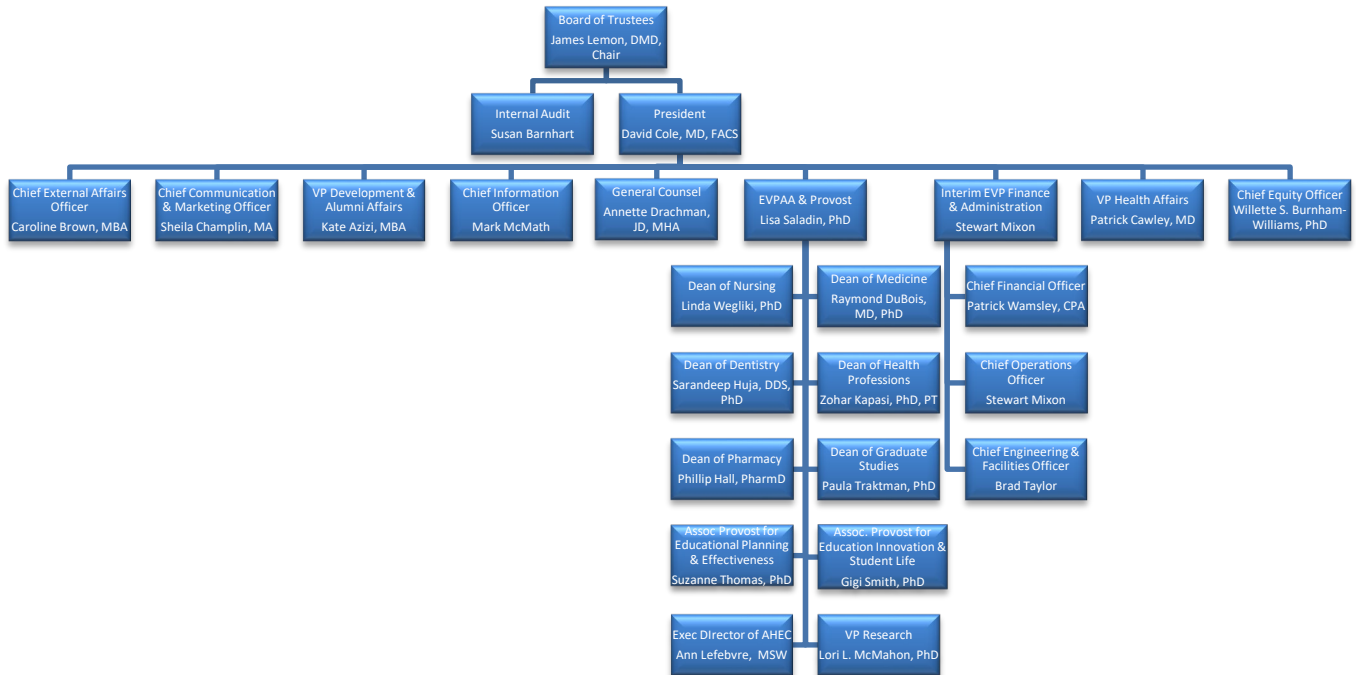 Board of Trustees
James Lemon, DMD,
Chair
Internal Audit
Susan Barnhart
President
David Cole, MD, FACS
Chief External Affairs
Officer
Caroline Brown, MBA
Chief Communication
& Marketing Officer
Sheila Champlin, MA
VP Development &
Alumni Affairs
Kate Azizi, MBA
Chief Information
Officer
Mark McMath
General Counsel
Annette Drachman,
JD, MHA
EVPAA & Provost
Lisa Saladin, PhD
Interim EVP Finance
& Administration
Stewart Mixon
VP Health Affairs
Patrick Cawley, MD
Chief Equity Officer
Willette S. Burnham-
Williams, PhD
Dean of Nursing
Linda Wegliki, PhD
Dean of Medicine
Raymond DuBois,
MD, PhD
Chief Financial Officer
Patrick Wamsley, CPA
Dean of Dentistry
Sarandeep Huja, DDS,
PhD
Dean of Health
Professions
Zohar Kapasi, PhD, PT
Chief Operations
Officer
Stewart Mixon
Dean of Pharmacy
Phillip Hall, PharmD
Dean of Graduate
Studies
Paula Traktman, PhD
Chief Engineering &
Facilities Officer
Brad Taylor
Assoc Provost for
Educational Planning
& Effectiveness
Suzanne Thomas, PhD
Assoc. Provost for
Education Innovation &
Student Life
Gigi Smith, PhD
Exec DIrector of AHEC
Ann Lefebvre, MSW
VP Research
Lori L. McMahon, PhD